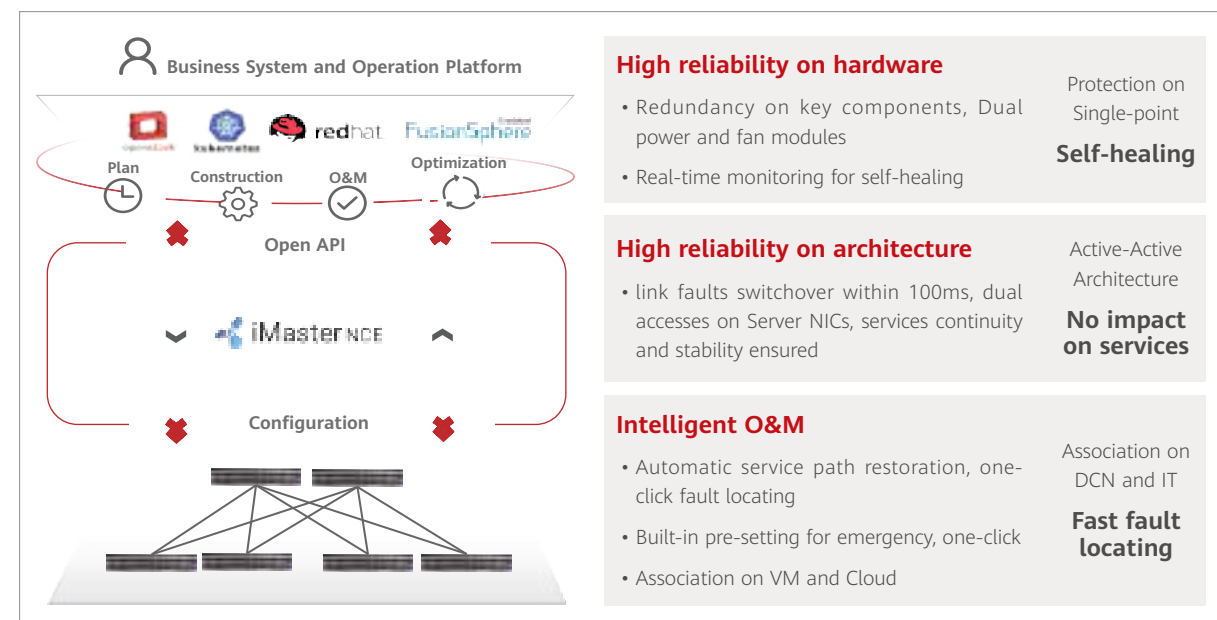 Business System and Operation Platform
redhat
FusionSphere
Plan
Construction
O&M
Optimization
Open API
iMaster NCE
Configuration
High reliability on hardware
• Redundancy on key components, Dual
power and fan modules
• Real-time monitoring for self-healing
Protection on
Single-point
Self-healing
High reliability on architecture
• link faults switchover within 100ms, dual
accesses on Server NICs, services continuity
and stability ensured
Active-Active
Architecture
No impact
on services
Intelligent O&M
• Automatic service path restoration, one-
click fault locating
• Built-in pre-setting for emergency, one-click
• Association on VM and Cloud
Association on
DCN and IT
Fast fault
locating